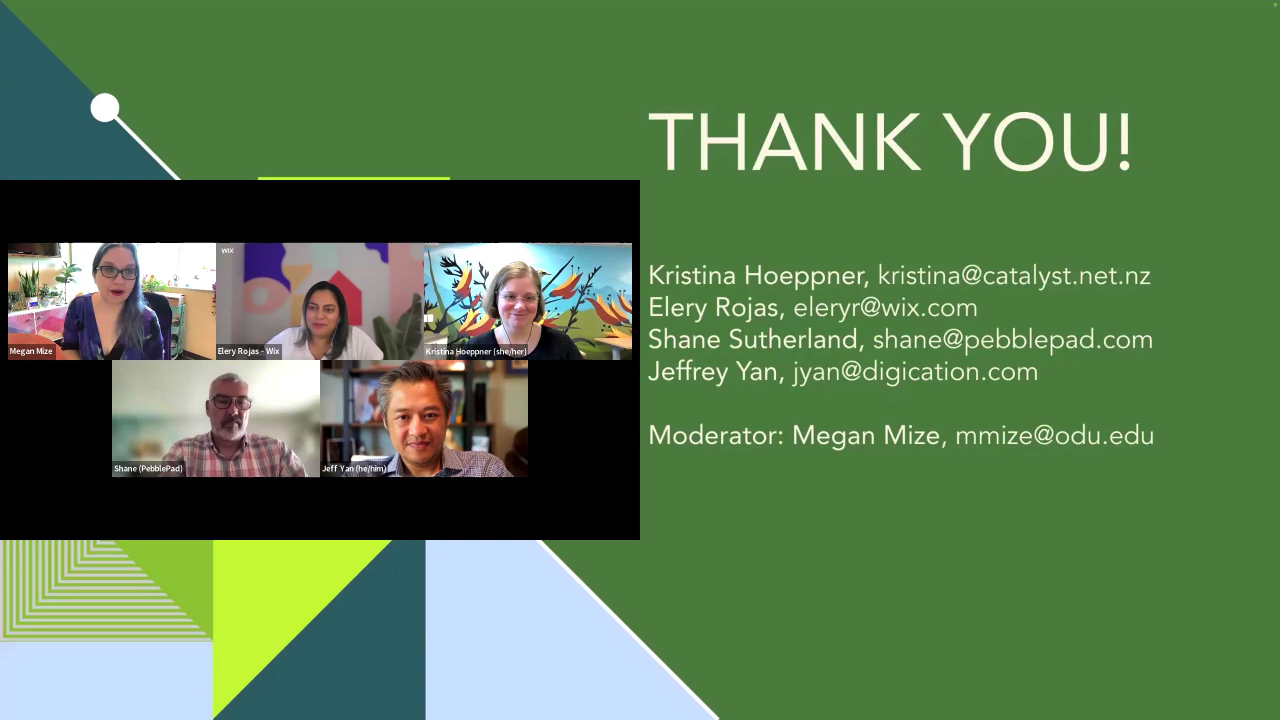 THANK YOU!
Kristina Hoeppner, kristina@catalyst.net.nz
Elery Rojas, eleryr@wix.com
Shane Sutherland, shane@pebblepad.com
Jeffrey Yan, jyan@digication.com
Moderator: Megan Mize, mmize@odu.edu
WIX
Megan Mize
Elery Rojas - Wix
Kristina Hoeppner (she/her)
Shane (PebblePad)
Jeff Yan (he/him)